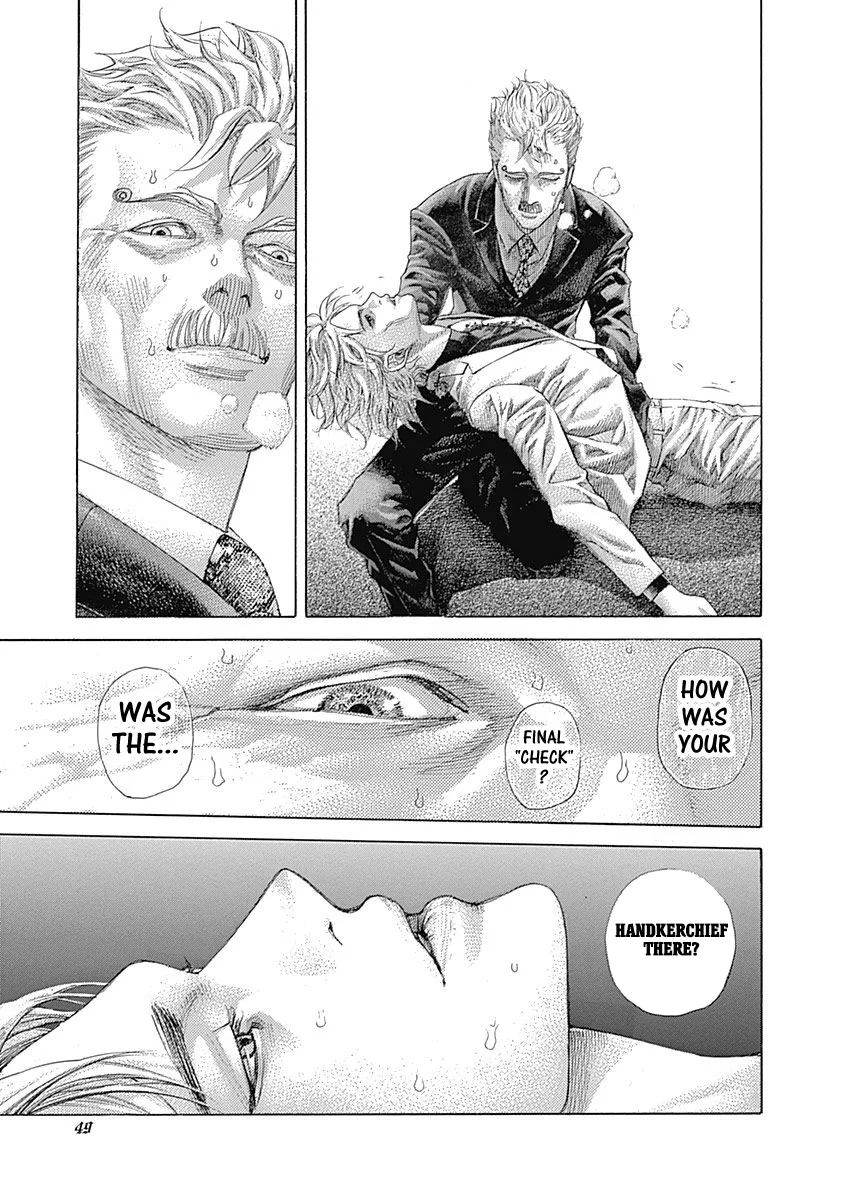 HOW
WAS
YOUR
FINAL
"CHECK"
?
WAS
THE...
HANDKERCHIEF
THERE?
49